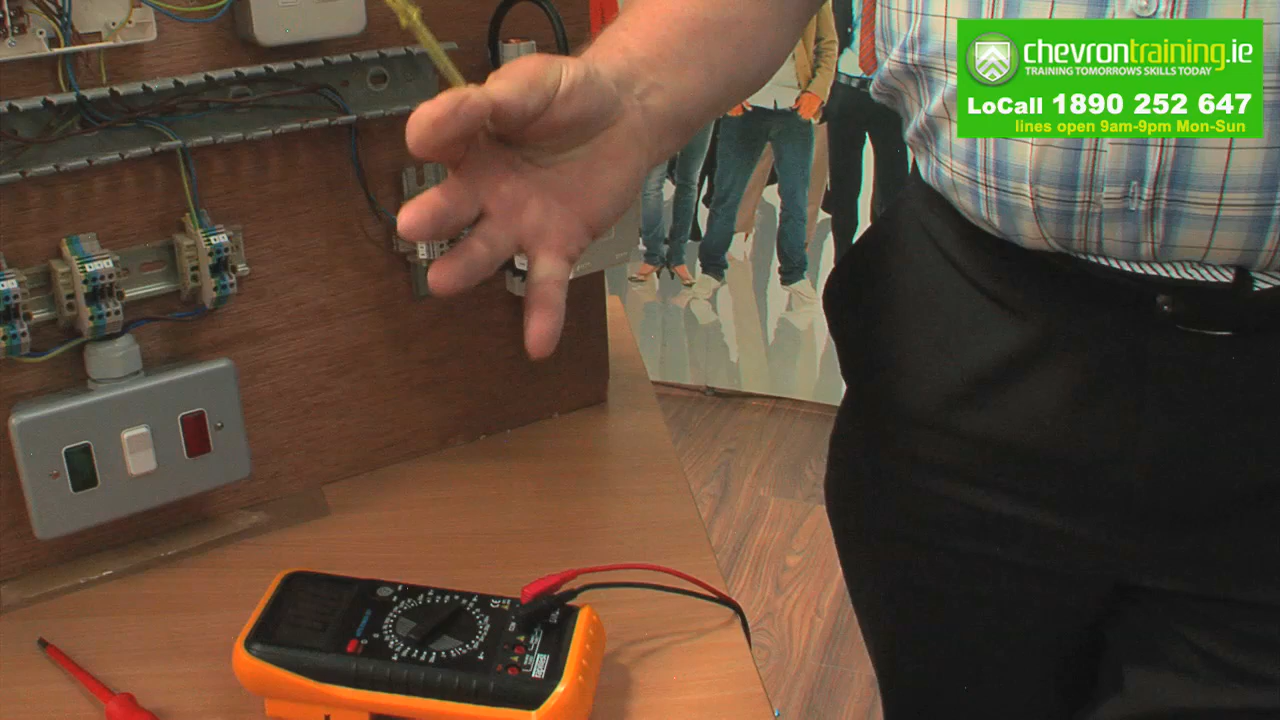 chevrontraining.ie
TRAINING TOMORROWS SKILLS TODAY
LoCall 1890 252 647
lines open 9am-9pm Mon-Sun